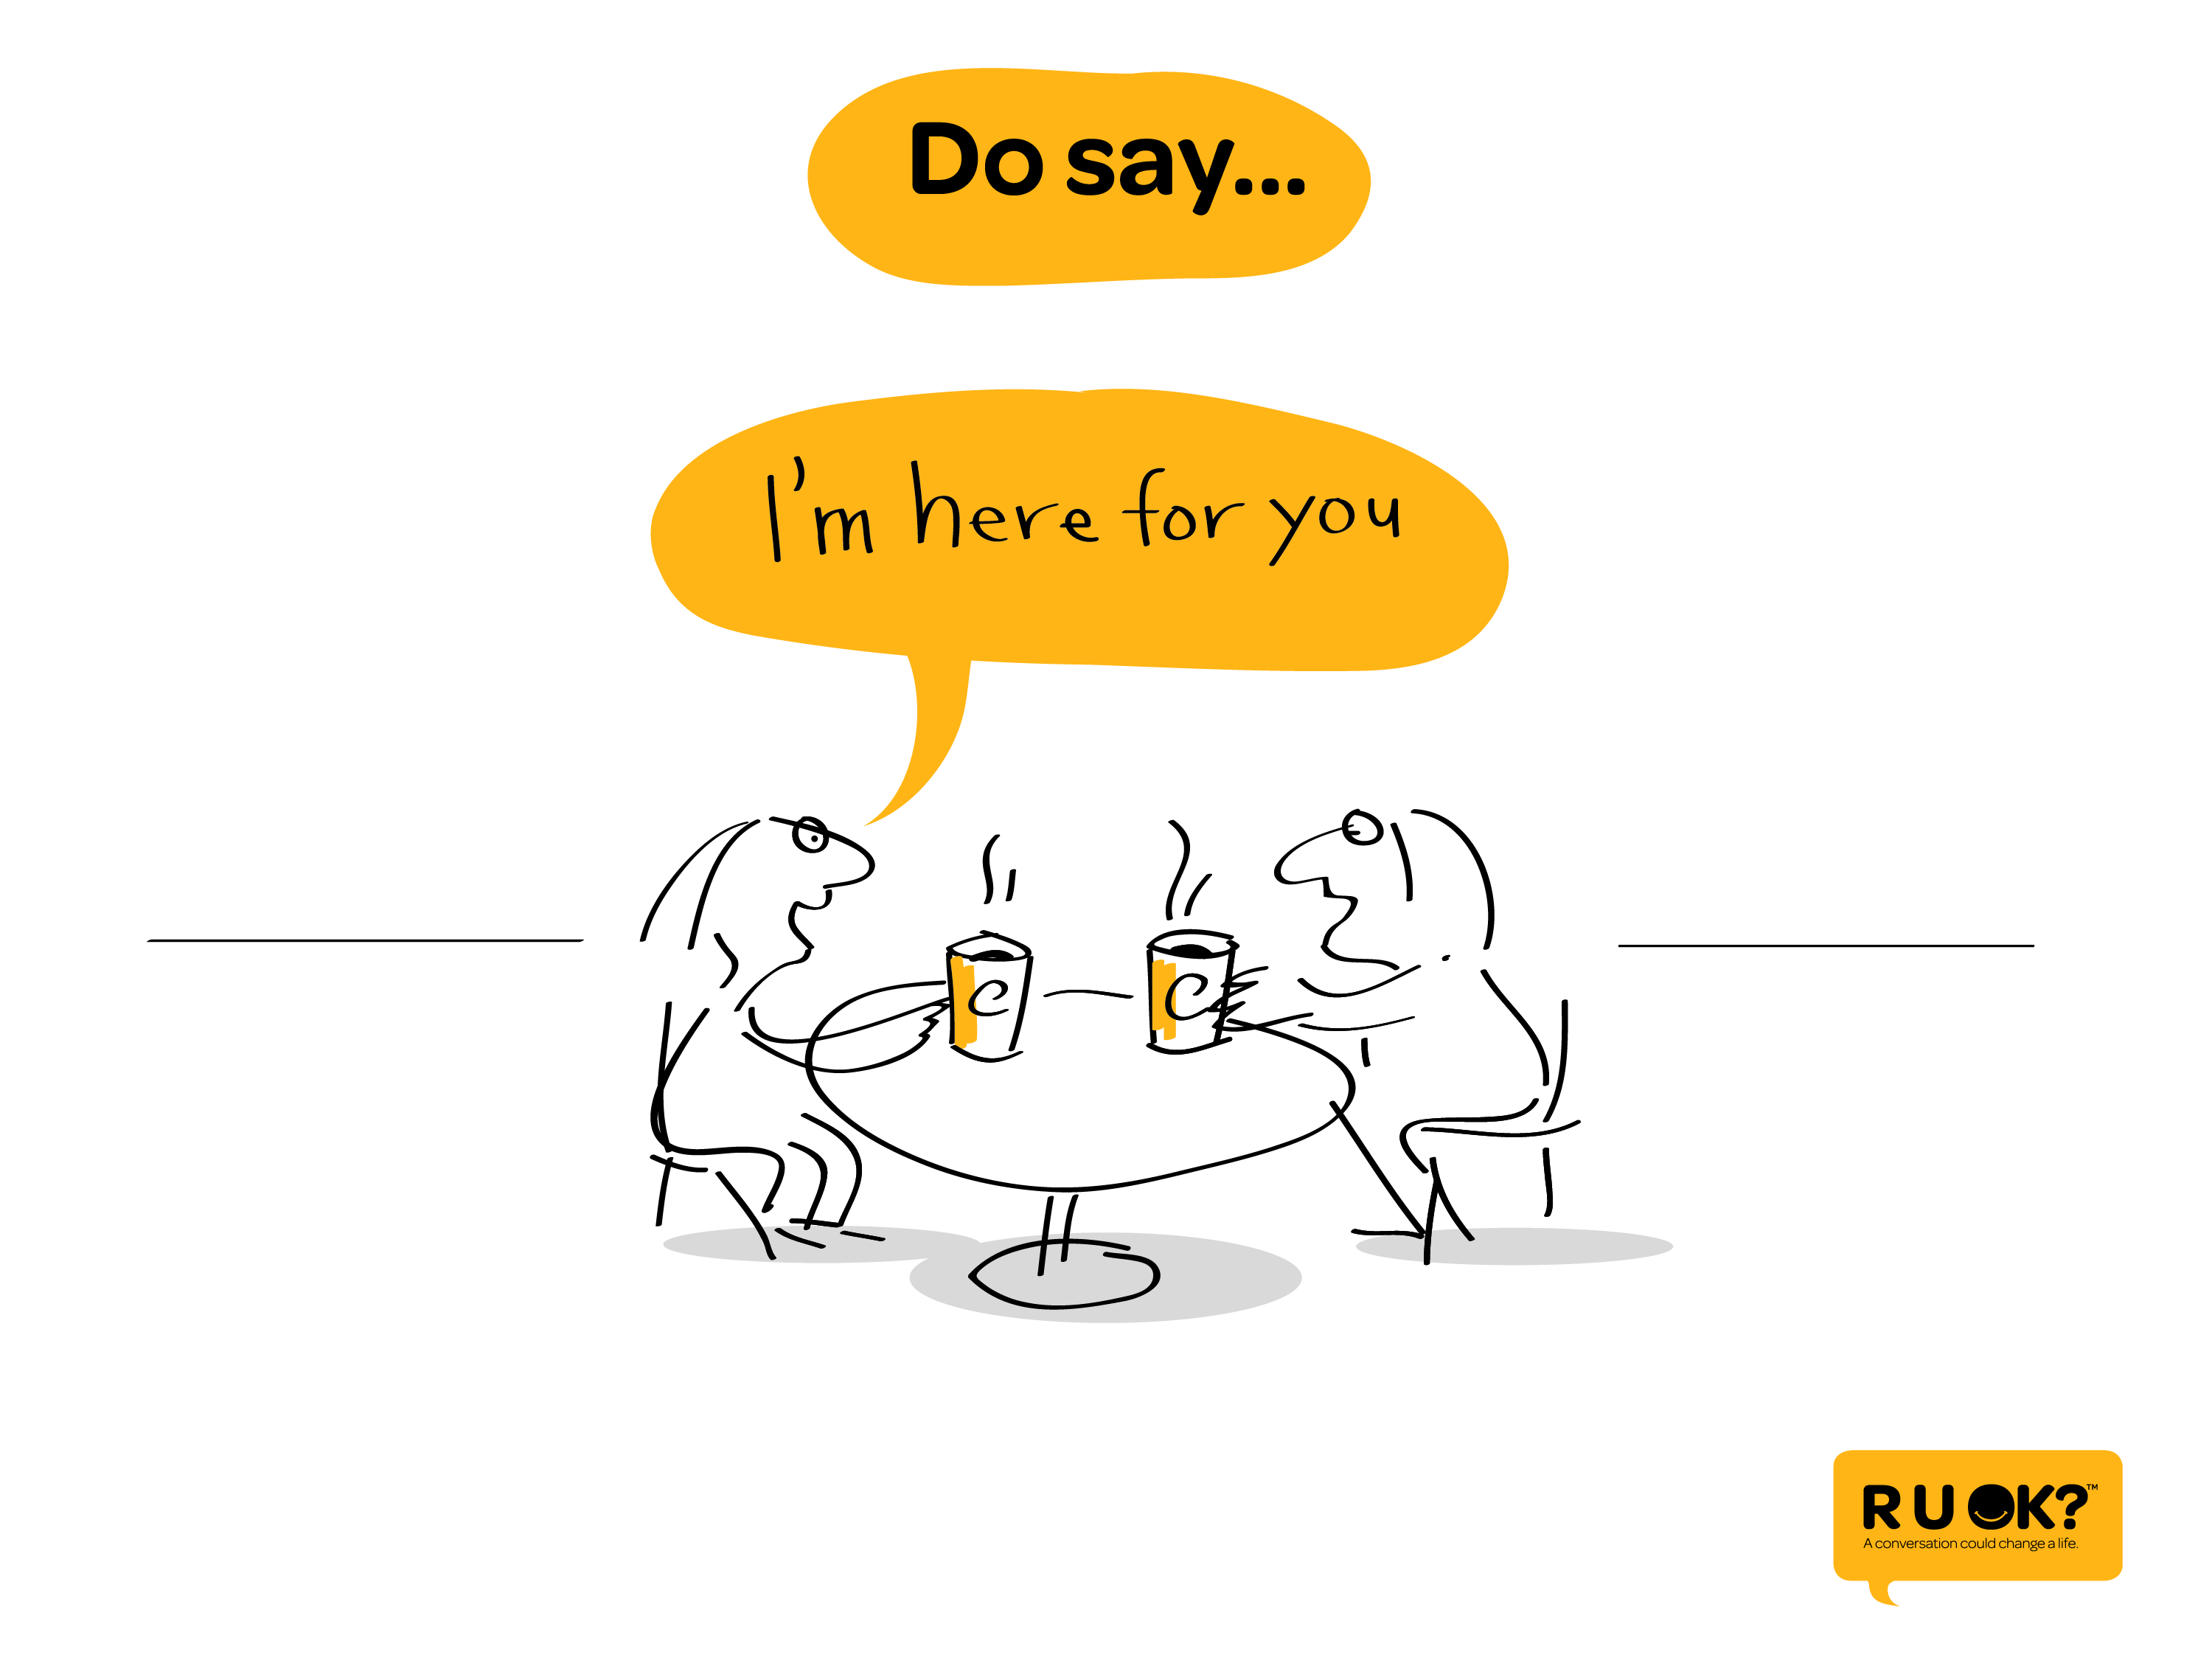 Do say...
I'm here for you
R U OK?™
A conversation could change a life.